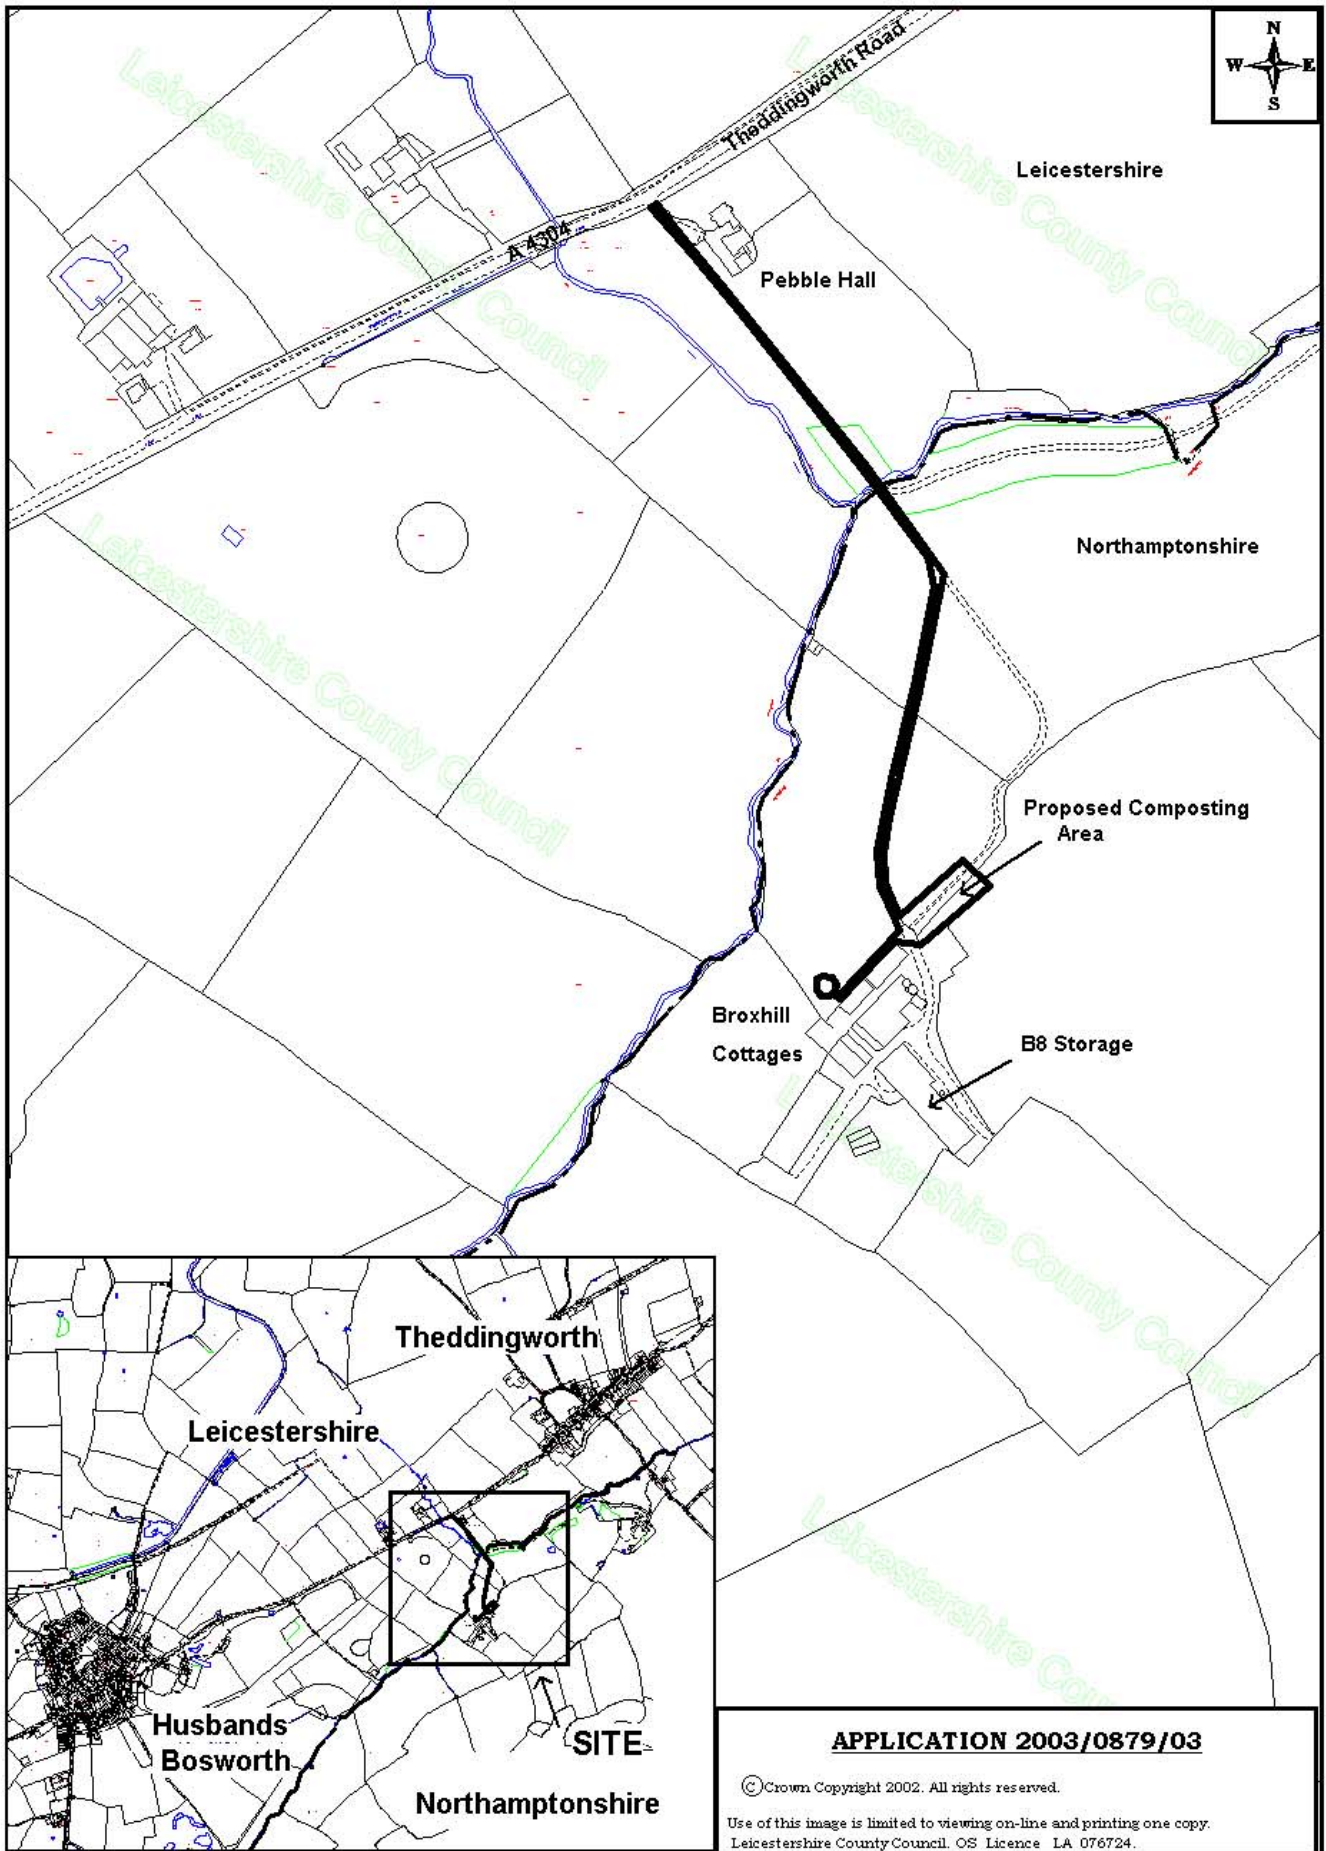 N
W E
S
Theddingworth Road
Leicestershire
A 4304
Pebble Hall
Northamptonshire
Proposed Composting
Area
Broxhill
Cottages
B8 Storage
Leicestershire County Council
Leicestershire County Council
Leicestershire County Council
Leicestershire County Council
Leicestershire Cou
Theddingworth
Leicestershire
Husbands
Bosworth
SITE
Northamptonshire
APPLICATION 2003/0879/03
©Crown Copyright 2002. All rights reserved.
Use of this image is limited to viewing on-line and printing one copy.
Leicestershire County Council. OS Licence LA 076724.